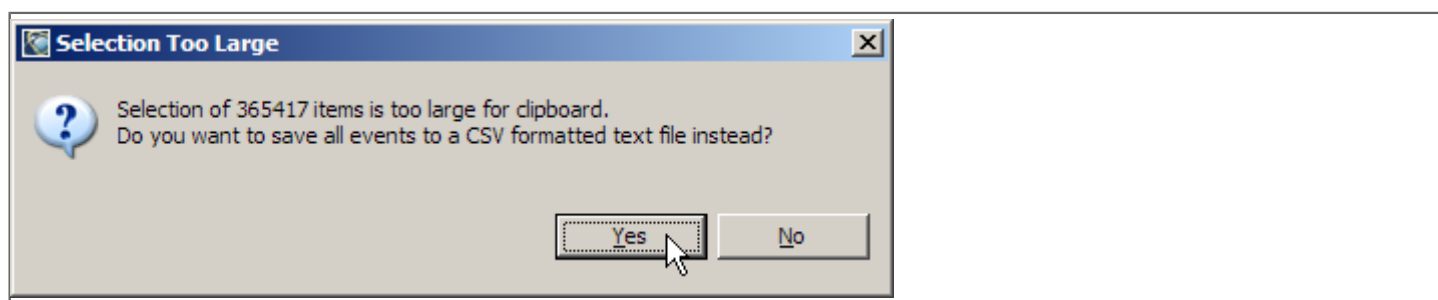 Selection Too Large
Selection of 365417 items is too large for clipboard.
Do you want to save all events to a CSV formatted text file instead?
Yes
No